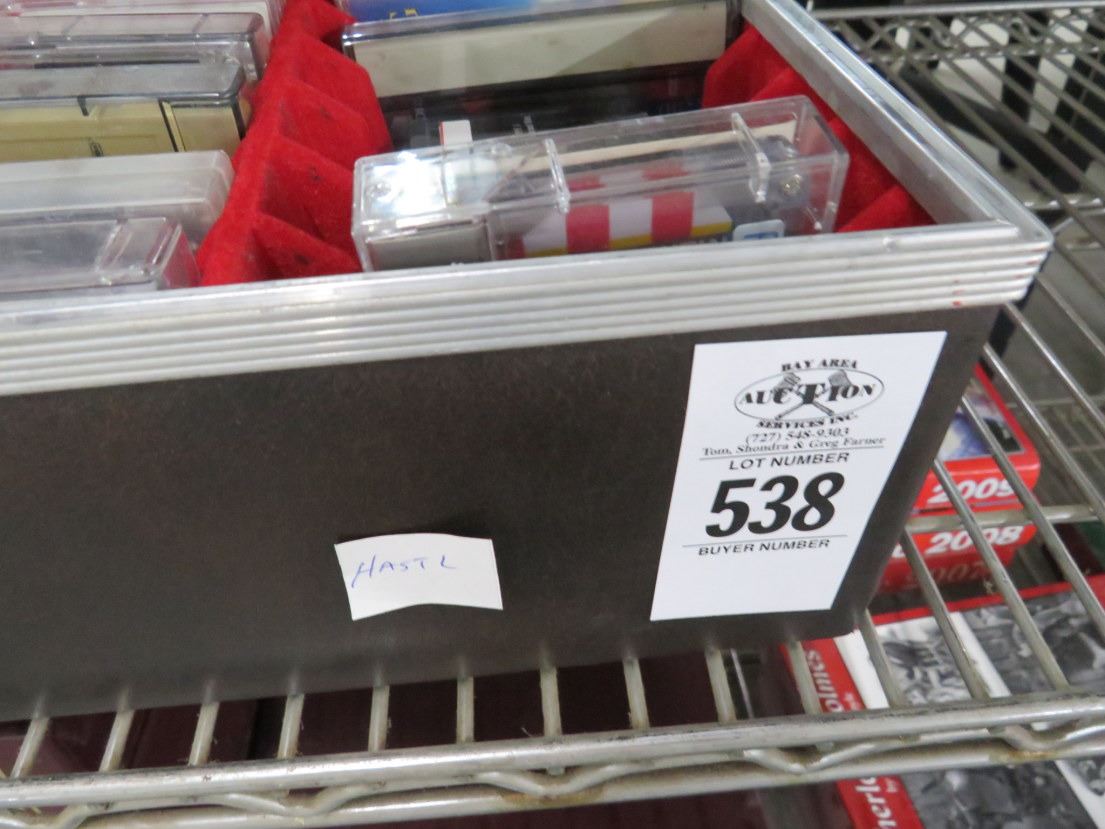 BAY AREA
AUCTION
SERVICES INC.
(727) 548-9303
Tom, Shondra & Greg Farner
LOT NUMBER
538
BUYER NUMBER
HASTL
2009
2008
2007